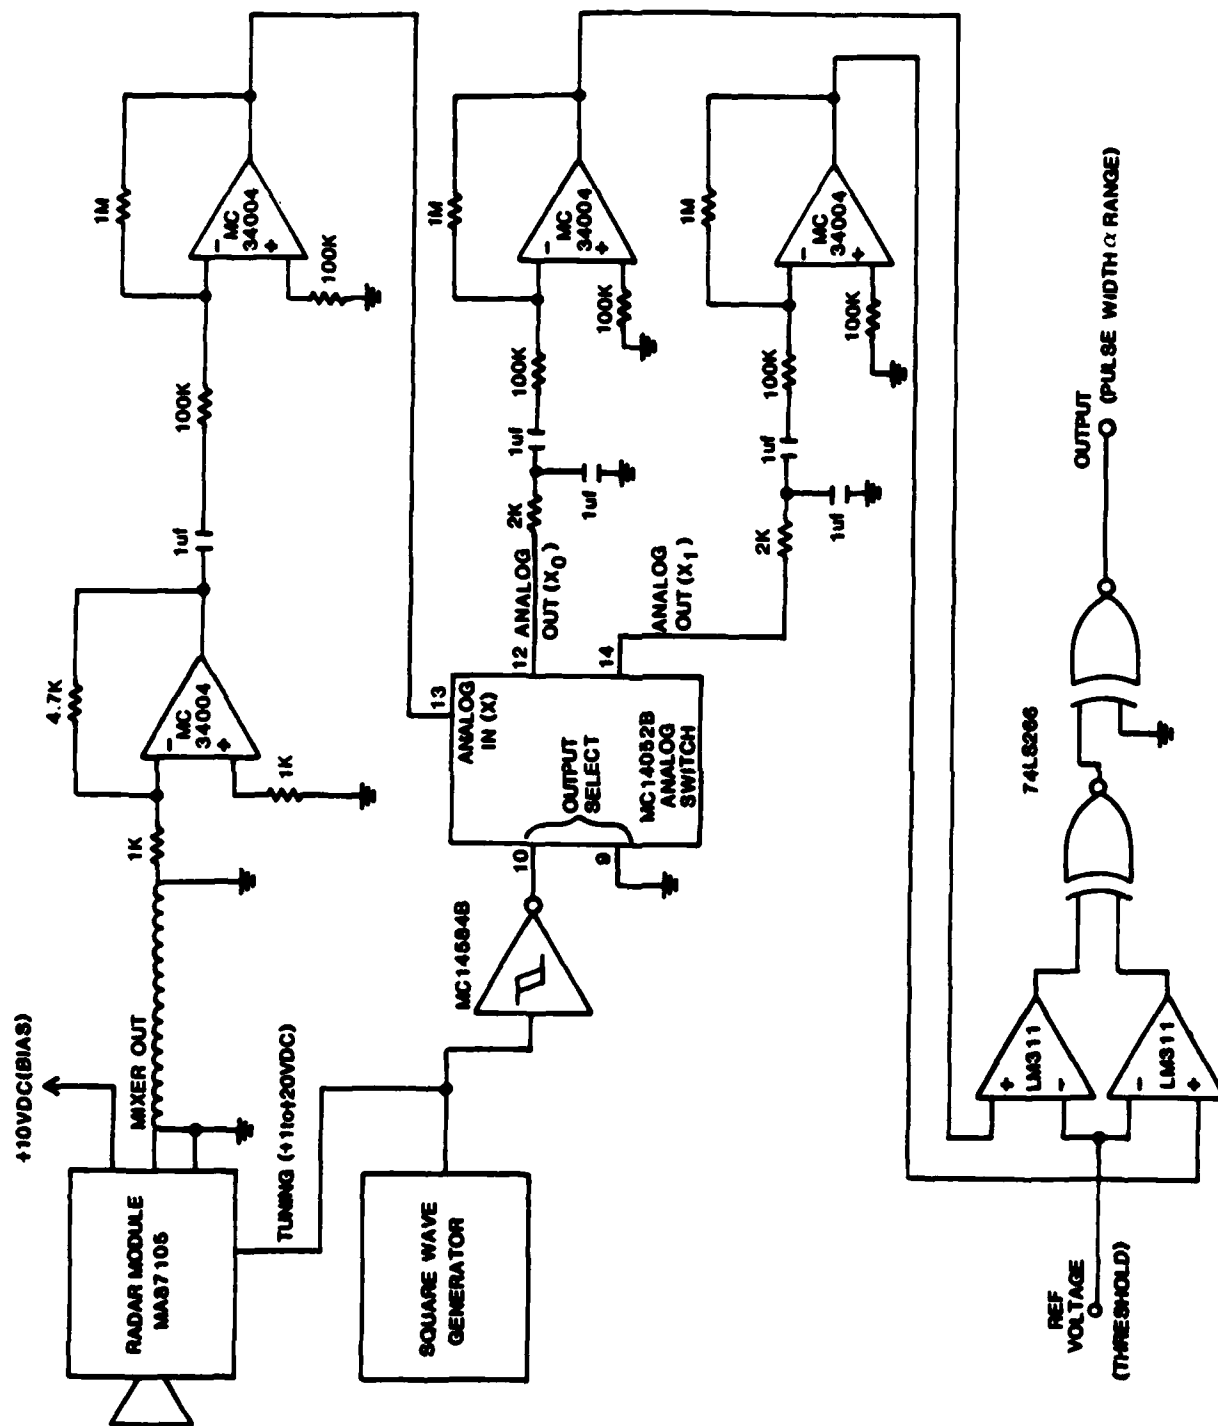 +10VDC(BIAS)
RADAR MODULE
MA87105
MIXER OUT
TUNING (+1to+20VDC)
1K
4.7K
-
MC
34004
+
1K
1uf
100K
1M
-
MC
34004
+
100K
SQUARE WAVE
GENERATOR
MC14584B
10
9
OUTPUT
SELECT
ANALOG
IN (X)
13
MC14052B
ANALOG
SWITCH
12
ANALOG
OUT (X0)
14
ANALOG
OUT (X1)
2K
1uf
1uf
100K
1M
-
MC
34004
+
100K
2K
1uf
1uf
100K
1M
-
MC
34004
+
100K
REF
VOLTAGE
(THRESHOLD)
+
LM311
-
-
LM311
+
74LS266
OUTPUT
(PULSE WIDTH α RANGE)